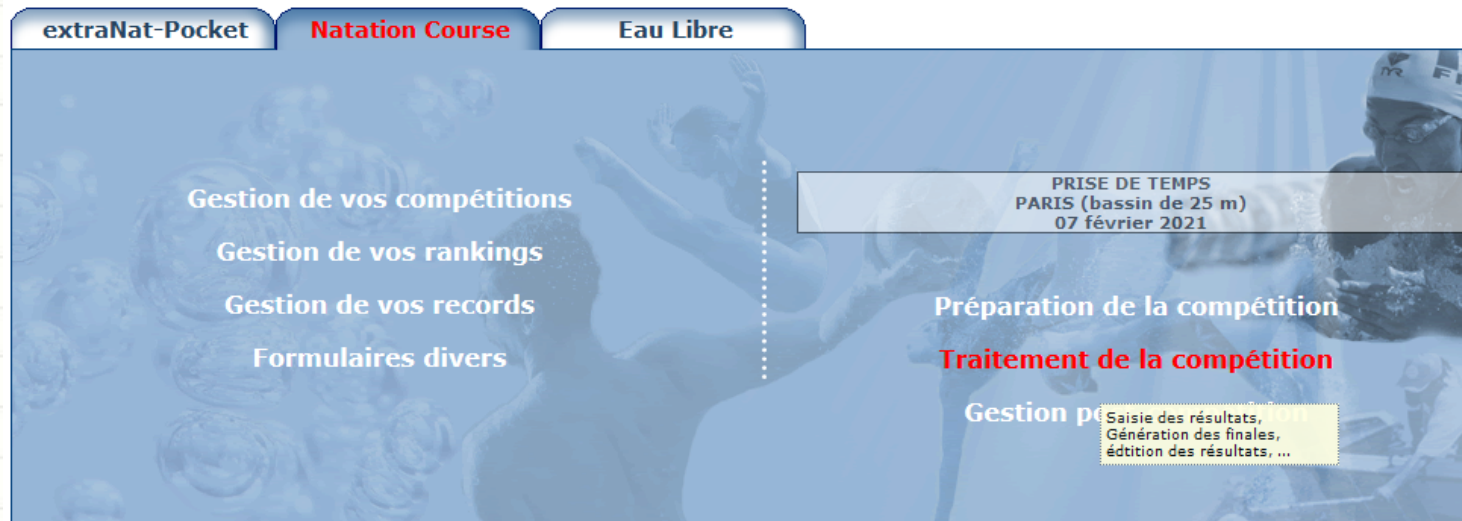 extraNat-Pocket
Natation Course
Eau Libre
Gestion de vos compétitions
Gestion de vos rankings
Gestion de vos records
Formulaires divers
PRISE DE TEMPS
PARIS (bassin de 25 m)
07 février 2021
Préparation de la compétition
Traitement de la compétition
Gestion
Saisie des résultats,
Génération des finales,
édtition des résultats, ...
TYR